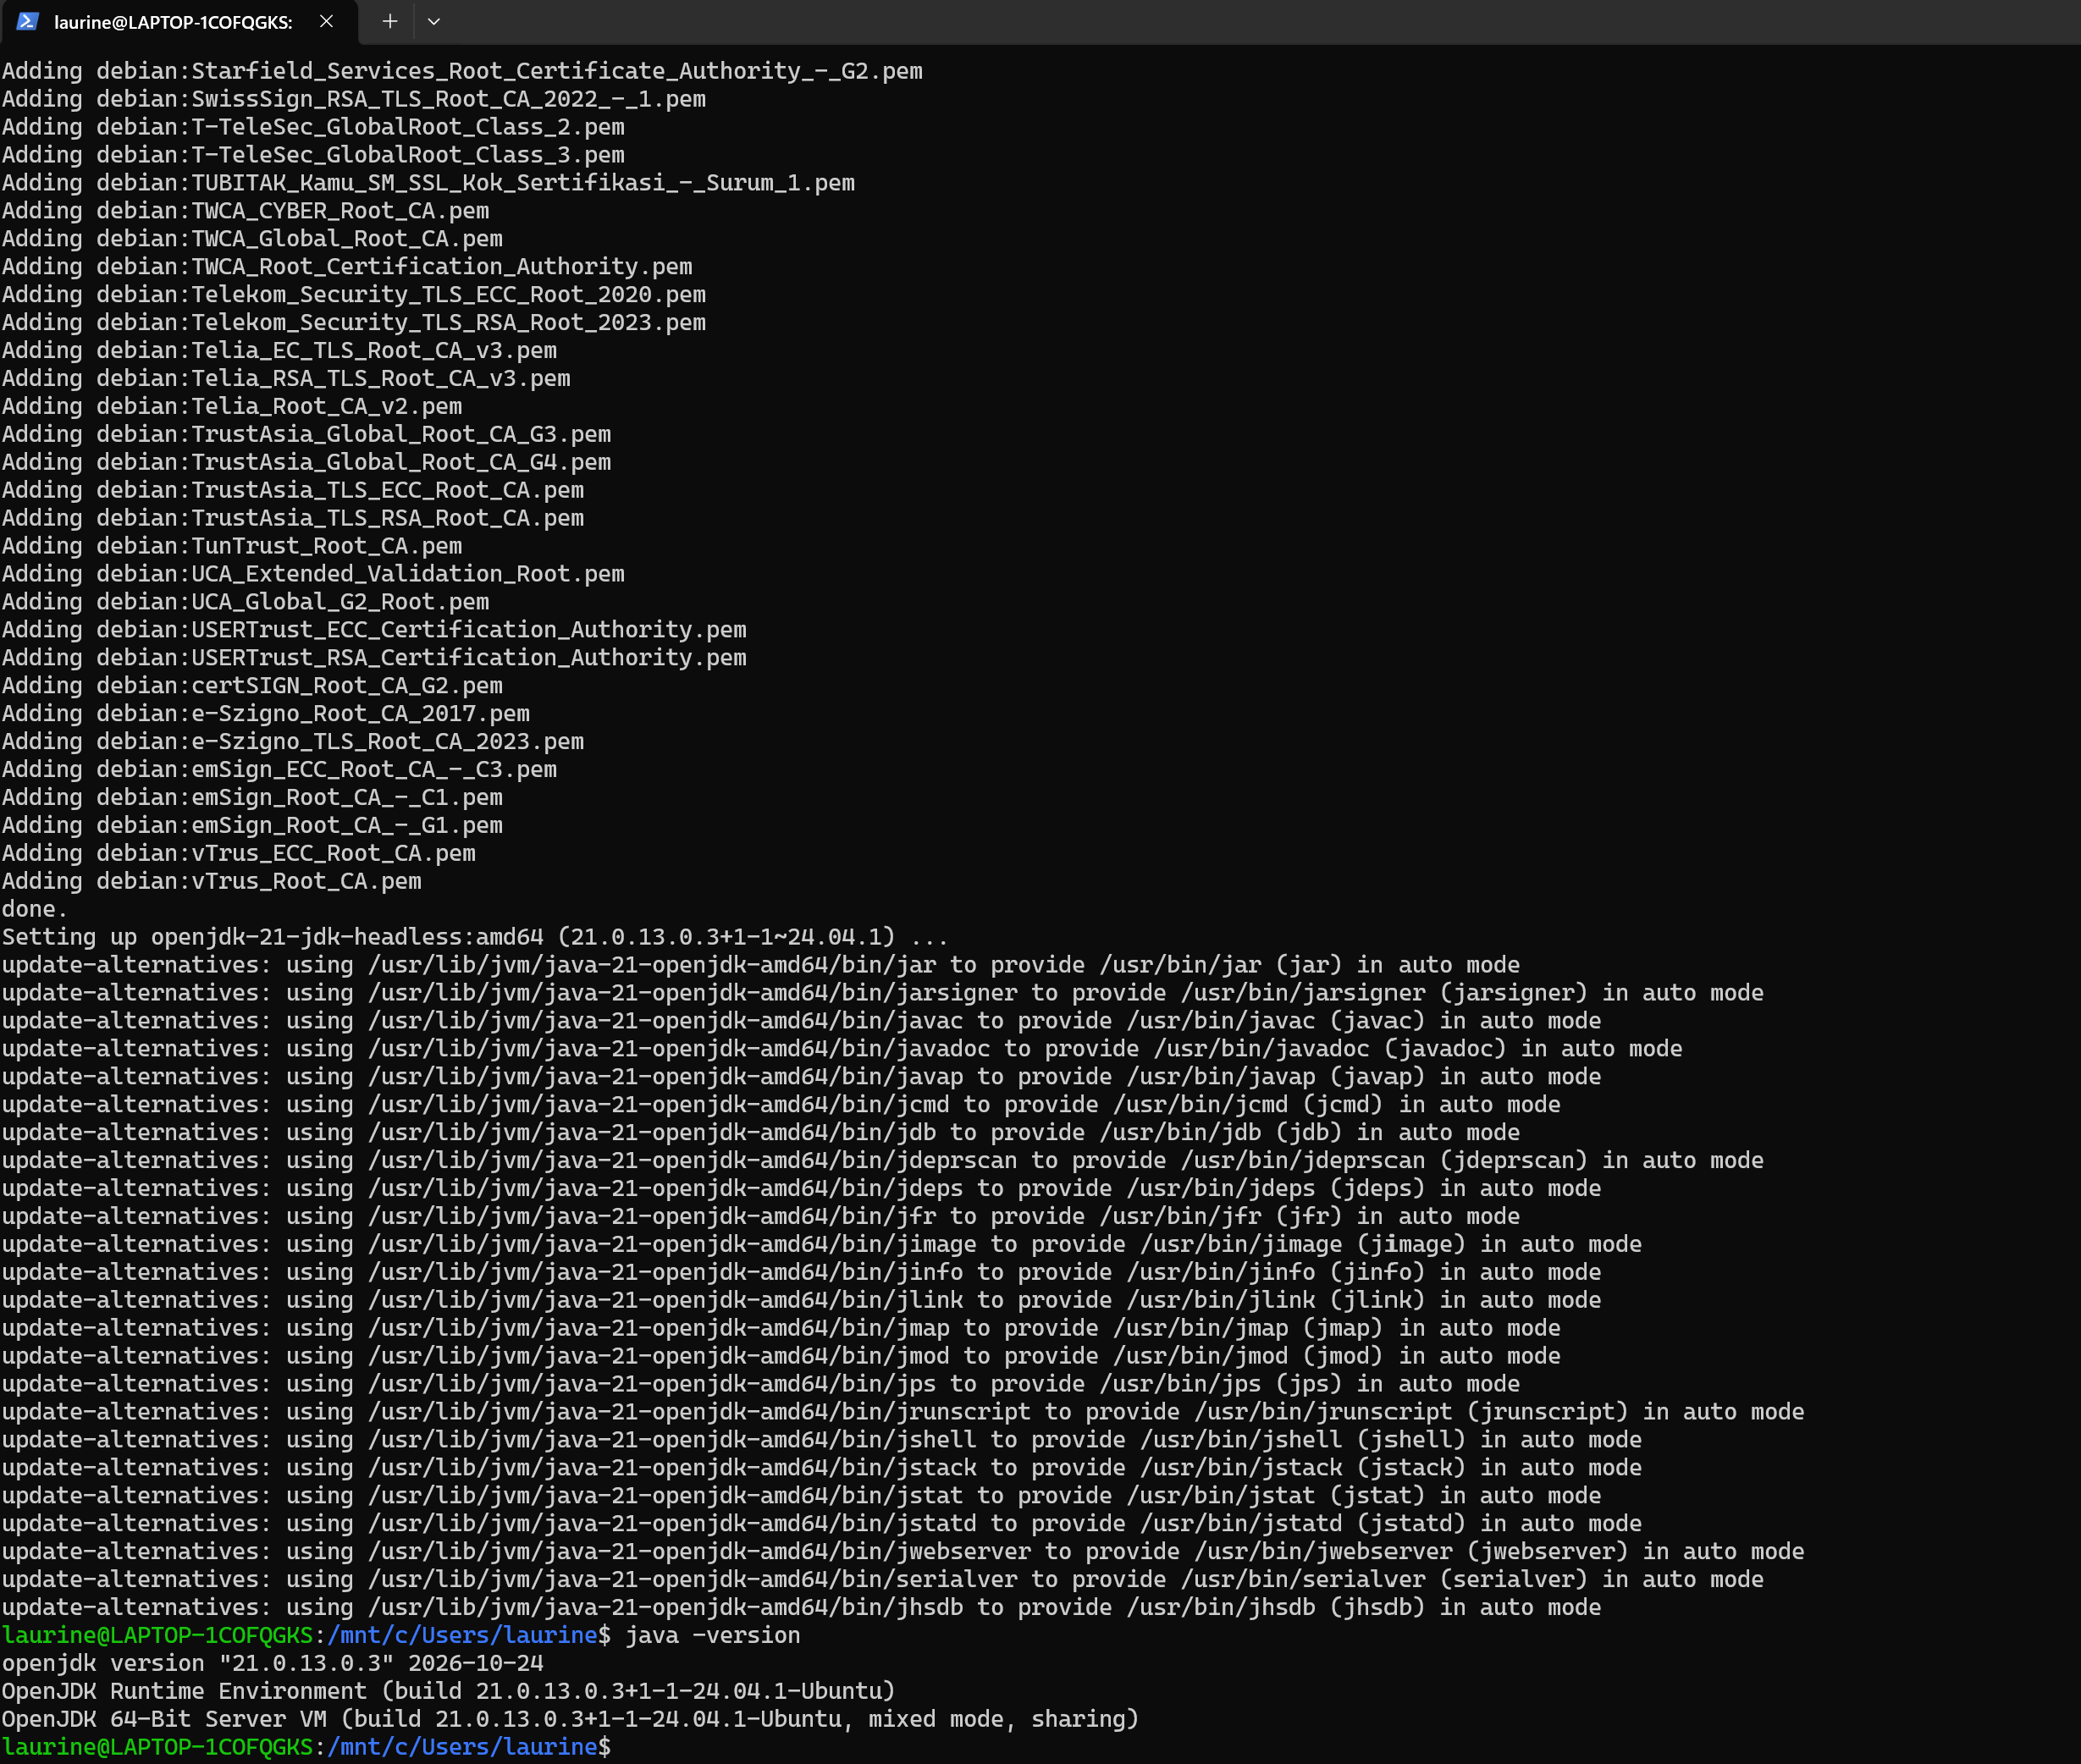 laurine@LAPTOP-1COFQGKS:
Adding debian:Starfield_Services_Root_Certificate_Authority_-_G2.pem
Adding debian:SwissSign_RSA_TLS_Root_CA_2022_-_1.pem
Adding debian:T-TeleSec_GlobalRoot_Class_2.pem
Adding debian:T-TeleSec_GlobalRoot_Class_3.pem
Adding debian:TUBITAK_Kamu_SM_SSL_Kok_Sertifikasi_-_Surum_1.pem
Adding debian:TWCA_CYBER_Root_CA.pem
Adding debian:TWCA_Global_Root_CA.pem
Adding debian:TWCA_Root_Certification_Authority.pem
Adding debian:Telekom_Security_TLS_ECC_Root_2020.pem
Adding debian:Telekom_Security_TLS_RSA_Root_2023.pem
Adding debian:Telia_EC_TLS_Root_CA_v3.pem
Adding debian:Telia_RSA_TLS_Root_CA_v3.pem
Adding debian:Telia_Root_CA_v2.pem
Adding debian:TrustAsia_Global_Root_CA_G3.pem
Adding debian:TrustAsia_Global_Root_CA_G4.pem
Adding debian:TrustAsia_TLS_ECC_Root_CA.pem
Adding debian:TrustAsia_TLS_RSA_Root_CA.pem
Adding debian:TunTrust_Root_CA.pem
Adding debian:UCA_Extended_Validation_Root.pem
Adding debian:UCA_Global_G2_Root.pem
Adding debian:USERTrust_ECC_Certification_Authority.pem
Adding debian:USERTrust_RSA_Certification_Authority.pem
Adding debian:certSIGN_Root_CA_G2.pem
Adding debian:e-Szigno_Root_CA_2017.pem
Adding debian:e-Szigno_TLS_Root_CA_2023.pem
Adding debian:emSign_ECC_Root_CA_-_C3.pem
Adding debian:emSign_Root_CA_-_C1.pem
Adding debian:emSign_Root_CA_-_G1.pem
Adding debian:vTrus_ECC_Root_CA.pem
Adding debian:vTrus_Root_CA.pem
done.
Setting up openjdk-21-jdk-headless:amd64 (21.0.13.0.3+1-1~24.04.1) ...
update-alternatives: using /usr/lib/jvm/java-21-openjdk-amd64/bin/jar to provide /usr/bin/jar (jar) in auto mode
update-alternatives: using /usr/lib/jvm/java-21-openjdk-amd64/bin/jarsigner to provide /usr/bin/jarsigner (jarsigner) in auto mode
update-alternatives: using /usr/lib/jvm/java-21-openjdk-amd64/bin/javac to provide /usr/bin/javac (javac) in auto mode
update-alternatives: using /usr/lib/jvm/java-21-openjdk-amd64/bin/javadoc to provide /usr/bin/javadoc (javadoc) in auto mode
update-alternatives: using /usr/lib/jvm/java-21-openjdk-amd64/bin/javap to provide /usr/bin/javap (javap) in auto mode
update-alternatives: using /usr/lib/jvm/java-21-openjdk-amd64/bin/jcmd to provide /usr/bin/jcmd (jcmd) in auto mode
update-alternatives: using /usr/lib/jvm/java-21-openjdk-amd64/bin/jdb to provide /usr/bin/jdb (jdb) in auto mode
update-alternatives: using /usr/lib/jvm/java-21-openjdk-amd64/bin/jdeprscan to provide /usr/bin/jdeprscan (jdeprscan) in auto mode
update-alternatives: using /usr/lib/jvm/java-21-openjdk-amd64/bin/jdeps to provide /usr/bin/jdeps (jdeps) in auto mode
update-alternatives: using /usr/lib/jvm/java-21-openjdk-amd64/bin/jfr to provide /usr/bin/jfr (jfr) in auto mode
update-alternatives: using /usr/lib/jvm/java-21-openjdk-amd64/bin/jimage to provide /usr/bin/jimage (jimage) in auto mode
update-alternatives: using /usr/lib/jvm/java-21-openjdk-amd64/bin/jinfo to provide /usr/bin/jinfo (jinfo) in auto mode
update-alternatives: using /usr/lib/jvm/java-21-openjdk-amd64/bin/jlink to provide /usr/bin/jlink (jlink) in auto mode
update-alternatives: using /usr/lib/jvm/java-21-openjdk-amd64/bin/jmap to provide /usr/bin/jmap (jmap) in auto mode
update-alternatives: using /usr/lib/jvm/java-21-openjdk-amd64/bin/jmod to provide /usr/bin/jmod (jmod) in auto mode
update-alternatives: using /usr/lib/jvm/java-21-openjdk-amd64/bin/jps to provide /usr/bin/jps (jps) in auto mode
update-alternatives: using /usr/lib/jvm/java-21-openjdk-amd64/bin/jrunscript to provide /usr/bin/jrunscript (jrunscript) in auto mode
update-alternatives: using /usr/lib/jvm/java-21-openjdk-amd64/bin/jshell to provide /usr/bin/jshell (jshell) in auto mode
update-alternatives: using /usr/lib/jvm/java-21-openjdk-amd64/bin/jstack to provide /usr/bin/jstack (jstack) in auto mode
update-alternatives: using /usr/lib/jvm/java-21-openjdk-amd64/bin/jstat to provide /usr/bin/jstat (jstat) in auto mode
update-alternatives: using /usr/lib/jvm/java-21-openjdk-amd64/bin/jstatd to provide /usr/bin/jstatd (jstatd) in auto mode
update-alternatives: using /usr/lib/jvm/java-21-openjdk-amd64/bin/jwebserver to provide /usr/bin/jwebserver (jwebserver) in auto mode
update-alternatives: using /usr/lib/jvm/java-21-openjdk-amd64/bin/serialver to provide /usr/bin/serialver (serialver) in auto mode
update-alternatives: using /usr/lib/jvm/java-21-openjdk-amd64/bin/jhsdb to provide /usr/bin/jhsdb (jhsdb) in auto mode
laurine@LAPTOP-1COFQGKS:/mnt/c/Users/laurine$ java -version
openjdk version "21.0.13.0.3" 2026-10-24
OpenJDK Runtime Environment (build 21.0.13.0.3+1-1-24.04.1-Ubuntu)
OpenJDK 64-Bit Server VM (build 21.0.13.0.3+1-1-24.04.1-Ubuntu, mixed mode, sharing)
laurine@LAPTOP-1COFQGKS:/mnt/c/Users/laurine$